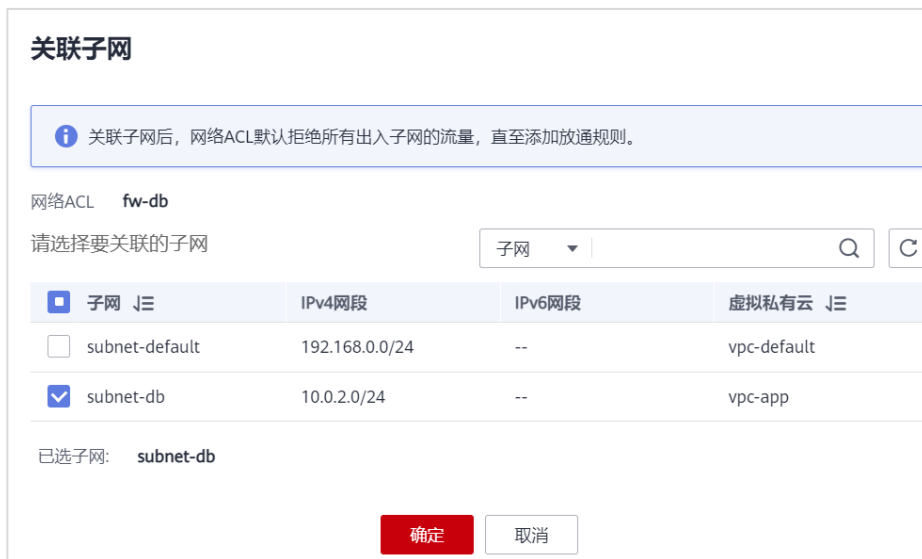 关联子网
关联子网后，网络ACL默认拒绝所有出入子网的流量，直至添加放通规则。
网络ACL fw-db
请选择要关联的子网 子网
子网 IPv4网段 IPv6网段 虚拟私有云
subnet-default 192.168.0.0/24 -- vpc-default
subnet-db 10.0.2.0/24 -- vpc-app
已选子网: subnet-db
确定 取消